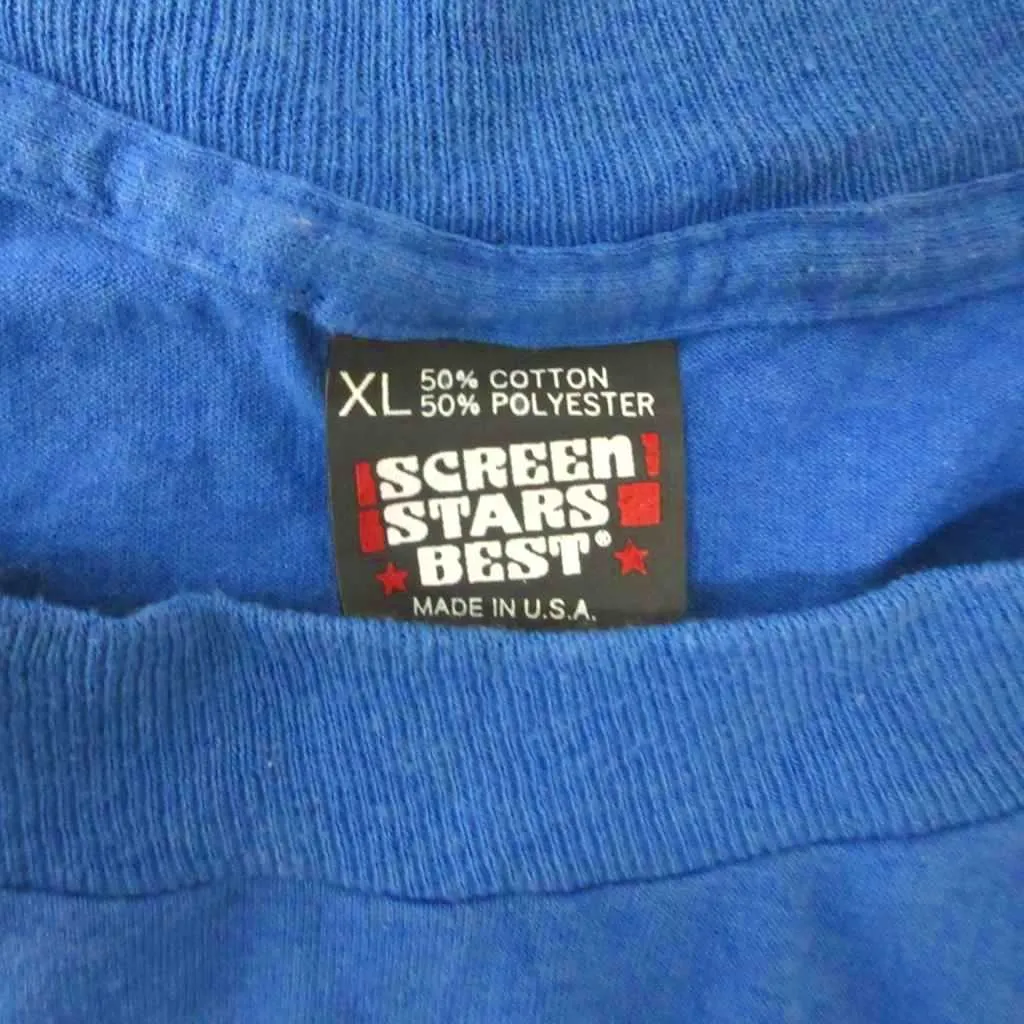 XL 50% COTTON
50% POLYESTER
SCREEN
STARS
BEST®
MADE IN U.S.A.